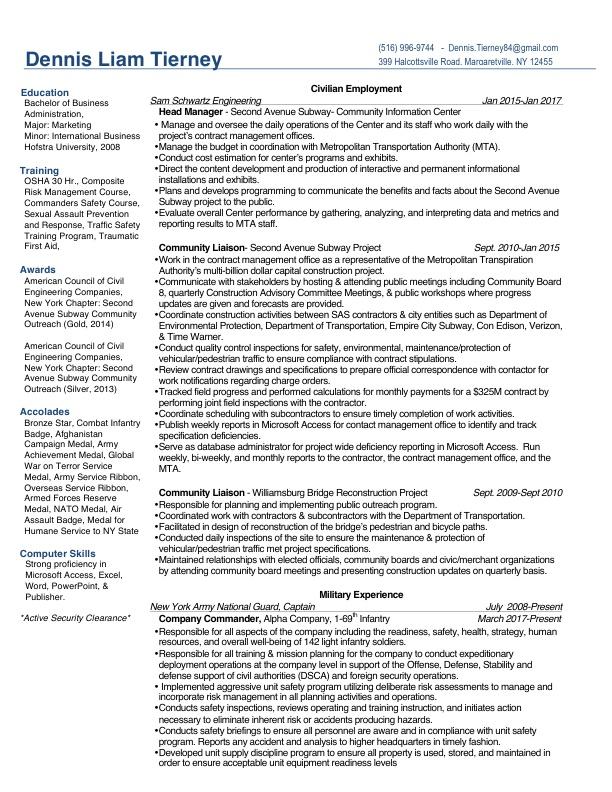 Dennis Liam Tierney
(516) 996-9744 - Dennis.Tierney84@gmail.com
399 Halcottsville Road. Margaretville. NY 12455
Education
Bachelor of Business
Administration,
Major: Marketing
Minor: International Business
Hofstra University, 2008
Training
OSHA 30 Hr., Composite
Risk Management Course,
Commanders Safety Course,
Sexual Assault Prevention
and Response, Traffic Safety
Training Program, Traumatic
First Aid,
Awards
American Council of Civil
Engineering Companies,
New York Chapter: Second
Avenue Subway Community
Outreach (Gold, 2014)
American Council of Civil
Engineering Companies,
New York Chapter: Second
Avenue Subway Community
Outreach (Silver, 2013)
Accolades
Bronze Star, Combat Infantry
Badge, Afghanistan
Campaign Medal, Army
Achievement Medal, Global
War on Terror Service
Medal, Army Service Ribbon,
Overseas Service Ribbon,
Armed Forces Reserve
Medal, NATO Medal, Air
Assault Badge, Medal for
Humane Service to NY State
Computer Skills
Strong proficiency in
Microsoft Access, Excel,
Word, PowerPoint, &
Publisher.
*Active Security Clearance*
Civilian Employment
Sam Schwartz Engineering Jan 2015-Jan 2017
Head Manager - Second Avenue Subway- Community Information Center
• Manage and oversee the daily operations of the Center and its staff who work daily with the
project's contract management offices.
•Manage the budget in coordination with Metropolitan Transportation Authority (MTA).
•Conduct cost estimation for center's programs and exhibits.
•Direct the content development and production of interactive and permanent informational
installations and exhibits.
•Plans and develops programming to communicate the benefits and facts about the Second Avenue
Subway project to the public.
•Evaluate overall Center performance by gathering, analyzing, and interpreting data and metrics and
reporting results to MTA staff.
Community Liaison- Second Avenue Subway Project Sept. 2010-Jan 2015
•Work in the contract management office as a representative of the Metropolitan Transpiration
Authority's multi-billion dollar capital construction project.
•Communicate with stakeholders by hosting & attending public meetings including Community Board
8, quarterly Construction Advisory Committee Meetings, & public workshops where progress
updates are given and forecasts are provided.
•Coordinate construction activities between SAS contractors & city entities such as Department of
Environmental Protection, Department of Transportation, Empire City Subway, Con Edison, Verizon,
& Time Warner.
•Conduct quality control inspections for safety, environmental, maintenance/protection of
vehicular/pedestrian traffic to ensure compliance with contract stipulations.
•Review contract drawings and specifications to prepare official correspondence with contactor for
work notifications regarding charge orders.
•Tracked field progress and performed calculations for monthly payments for a $325M contract by
performing joint field inspections with the contractor.
•Coordinate scheduling with subcontractors to ensure timely completion of work activities.
•Publish weekly reports in Microsoft Access for contact management office to identify and track
specification deficiencies.
•Serve as database administrator for project wide deficiency reporting in Microsoft Access. Run
weekly, bi-weekly, and monthly reports to the contractor, the contract management office, and the
MTA.
Community Liaison - Williamsburg Bridge Reconstruction Project Sept. 2009-Sept 2010
•Responsible for planning and implementing public outreach program.
•Coordinated work with contractors & subcontractors with the Department of Transportation.
•Facilitated in design of reconstruction of the bridge's pedestrian and bicycle paths.
•Conducted daily inspections of the site to ensure the maintenance & protection of
vehicular/pedestrian traffic met project specifications.
•Maintained relationships with elected officials, community boards and civic/merchant organizations
by attending community board meetings and presenting construction updates on quarterly basis.
Military Experience
New York Army National Guard, Captain July 2008-Present
Company Commander, Alpha Company, 1-69th Infantry March 2017-Present
•Responsible for all aspects of the company including the readiness, safety, health, strategy, human
resources, and overall well-being of 142 light infantry soldiers.
•Responsible for all training & mission planning for the company to conduct expeditionary
deployment operations at the company level in support of the Offense, Defense, Stability and
defense support of civil authorities (DSCA) and foreign security operations.
• Implemented aggressive unit safety program utilizing deliberate risk assessments to manage and
incorporate risk management in all planning activities and operations.
•Conducts safety inspections, reviews operating and training instruction, and initiates action
necessary to eliminate inherent risk or accidents producing hazards.
•Conducts safety briefings to ensure all personnel are aware and in compliance with unit safety
program. Reports any accident and analysis to higher headquarters in timely fashion.
•Developed unit supply discipline program to ensure all property is used, stored, and maintained in
order to ensure acceptable unit equipment readiness levels